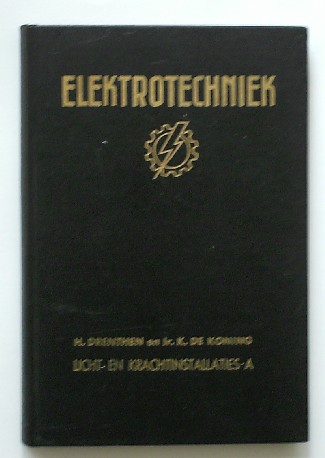 ELEKTROTECHNIEK
H. DRENTHEN en Ir. K. DE KONING
LICHT- EN KRACHTINSTALLATIES-A